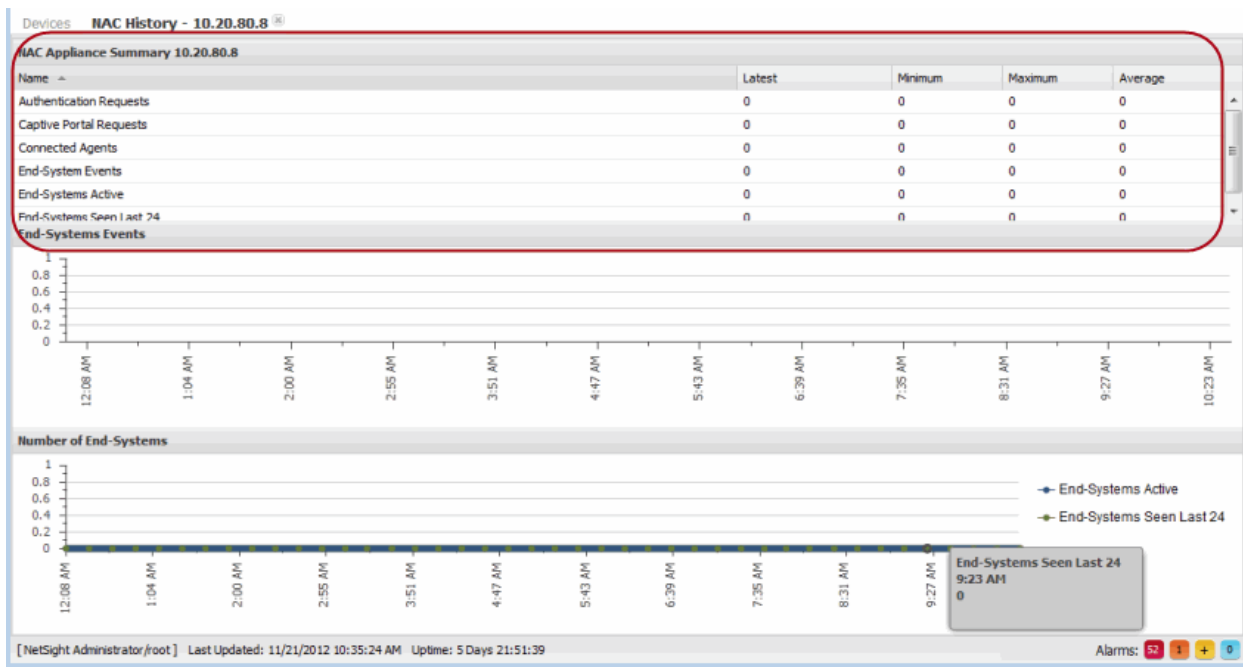 Devices NAC History - 10.20.80.8
NAC Appliance Summary 10.20.80.8
Name Latest Minimum Maximum Average
Authentication Requests 0 0 0 0
Captive Portal Requests 0 0 0 0
Connected Agents 0 0 0 0
End-System Events 0 0 0 0
End-Systems Active 0 0 0 0
End-Systems Seen Last 24 0 0 0 0
End-Systems Events
1
0.8
0.6
0.4
0.2
0
12:08 AM 1:04 AM 2:00 AM 2:55 AM 3:51 AM 4:47 AM 5:43 AM 6:39 AM 7:35 AM 8:31 AM 9:27 AM 10:23 AM
Number of End-Systems
1
0.8
0.6
0.4
0.2
0
End-Systems Active
End-Systems Seen Last 24
12:08 AM 1:04 AM 2:00 AM 2:55 AM 3:51 AM 4:47 AM 5:43 AM 6:39 AM 7:35 AM 8:31 AM 9:27 AM
End-Systems Seen Last 24
9:23 AM
0
[ NetSight Administrator/root ] Last Updated: 11/21/2012 10:35:24 AM Uptime: 5 Days 21:51:39 Alarms: 52 1 + 0